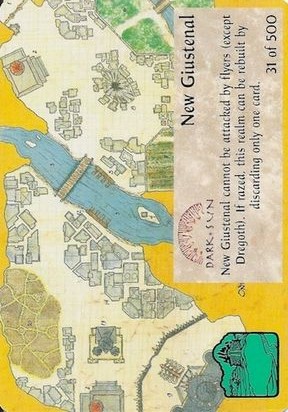 New Giustenal
DARK • SUN
New Giustenal cannot be attacked by flyers (except
Dregoth). If razed, this realm can be rebuilt by
discarding only one card.
31 of 500